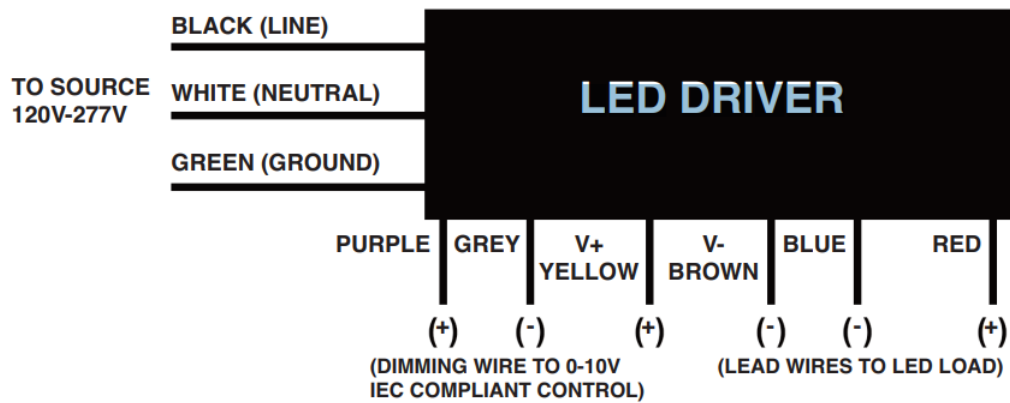 BLACK (LINE)
TO SOURCE
120V-277V
WHITE (NEUTRAL)
GREEN (GROUND)
LED DRIVER
PURPLE
GREY
V+
YELLOW
V-
BROWN
BLUE
RED
(+)
(-)
(+)
(-)
(-)
(+)
(DIMMING WIRE TO 0-10V
IEC COMPLIANT CONTROL)
(LEAD WIRES TO LED LOAD)